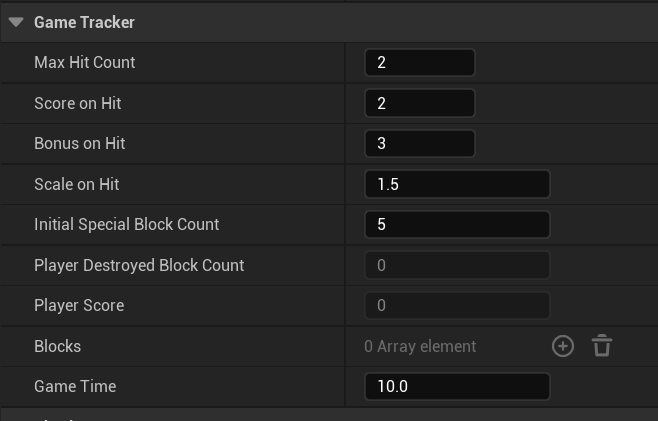 Game Tracker
Max Hit Count 2
Score on Hit 2
Bonus on Hit 3
Scale on Hit 1.5
Initial Special Block Count 5
Player Destroyed Block Count 0
Player Score 0
Blocks 0 Array element
Game Time 10.0